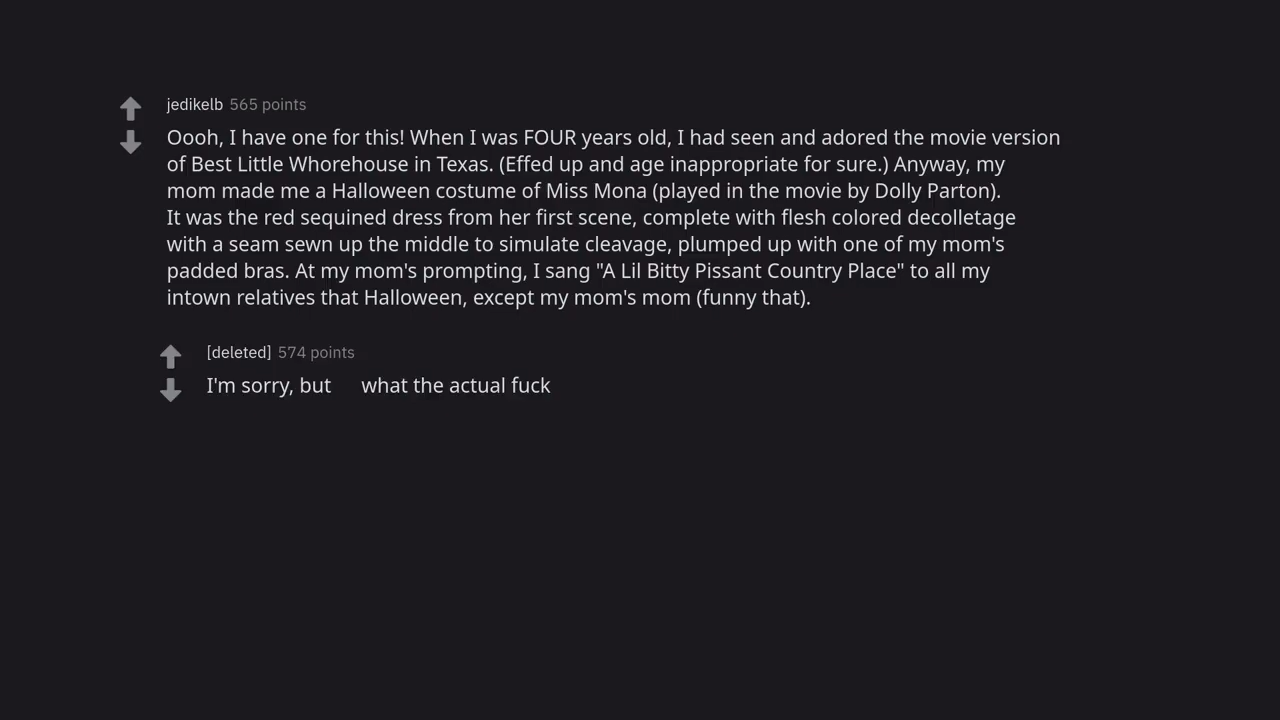 jedikelb 565 points
Oooh, I have one for this! When I was FOUR years old, I had seen and adored the movie version
of Best Little Whorehouse in Texas. (Effed up and age inappropriate for sure.) Anyway, my
mom made me a Halloween costume of Miss Mona (played in the movie by Dolly Parton).
It was the red sequined dress from her first scene, complete with flesh colored decolletage
with a seam sewn up the middle to simulate cleavage, plumped up with one of my mom's
padded bras. At my mom's prompting, I sang "A Lil Bitty Pissant Country Place" to all my
intown relatives that Halloween, except my mom's mom (funny that).
[deleted] 574 points
I'm sorry, but what the actual fuck